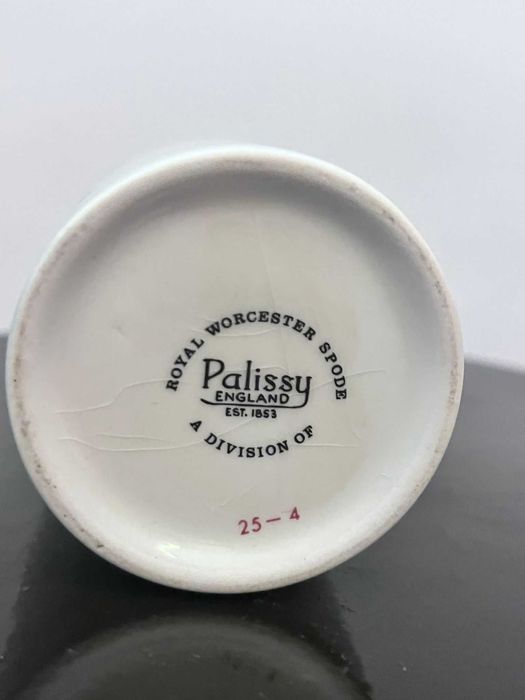 ROYAL WORCESTER SPODE
Palissy
ENGLAND
EST. 1853
A DIVISION OF
25-4